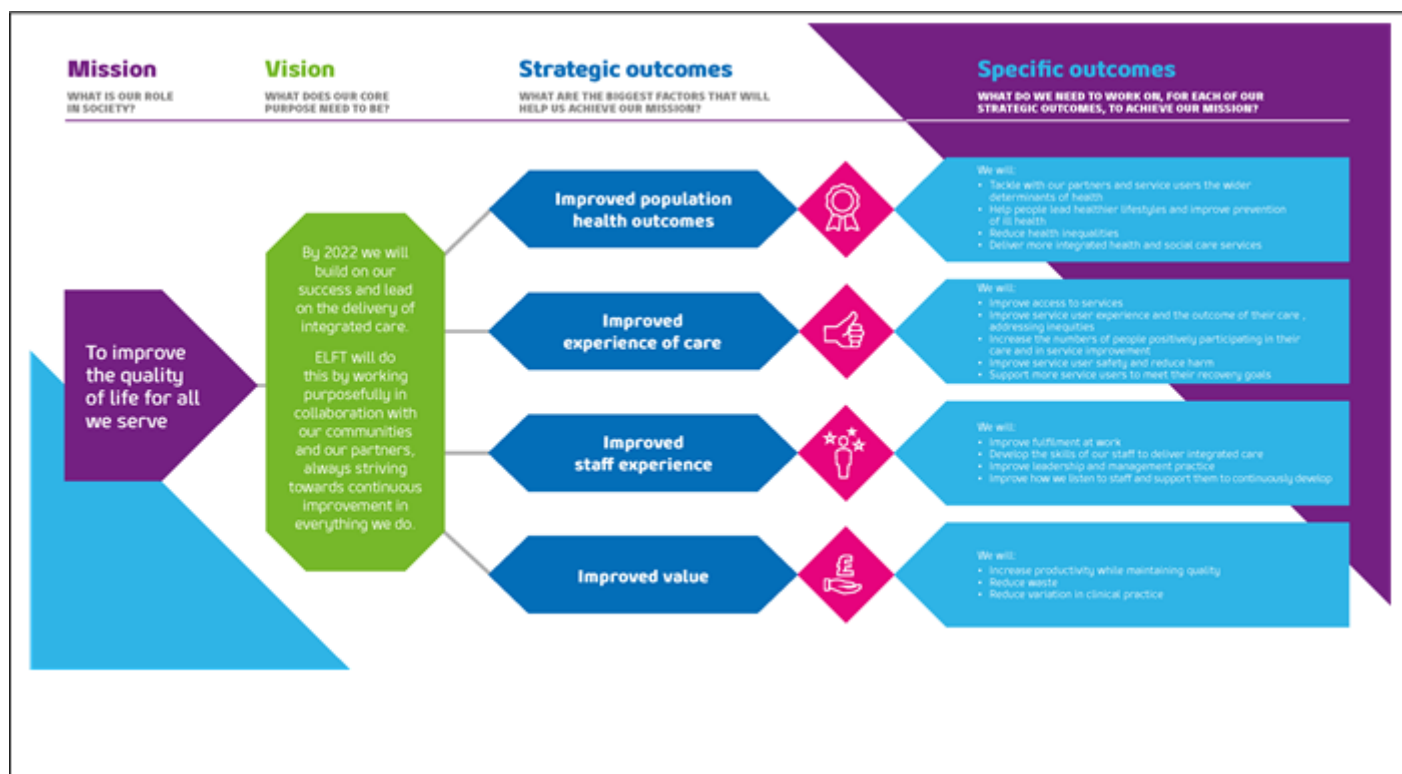 Mission
WHAT IS OUR ROLE
IN SOCIETY?
Vision
WHAT DOES OUR CORE
PURPOSE NEED TO BE?
Strategic outcomes
WHAT ARE THE BIGGEST FACTORS THAT WILL
HELP US ACHIEVE OUR MISSION?
Specific outcomes
WHAT DO WE NEED TO WORK ON, FOR EACH OF OUR
STRATEGIC OUTCOMES, TO ACHIEVE OUR MISSION?
To improve
the quality
of life for all
we serve
By 2022 we will
build on our
success and lead
on the delivery of
integrated care.
ELFT will do
this by working
purposefully in
collaboration with
our communities
and our partners,
always striving
towards continuous
improvement in
everything we do.
Improved population
health outcomes
We will:
• Tackle with our partners and service users the wider
determinants of health
• Help people lead healthier lifestyles and improve prevention
of ill health
• Reduce health inequalities
• Deliver more integrated health and social care services
Improved
experience of care
We will:
• Improve access to services
• Improve service user experience and the outcome of their care ,
addressing inequities
• Increase the numbers of people positively participating in their
care and in service improvement
• Improve service user safety and reduce harm
• Support more service users to meet their recovery goals
Improved
staff experience
We will:
• Improve fulfilment at work
• Develop the skills of our staff to deliver integrated care
• Improve leadership and management practice
• Improve how we listen to staff and support them to continuously develop
Improved value
£
We will:
• Increase productivity while maintaining quality
• Reduce waste
• Reduce variation in clinical practice